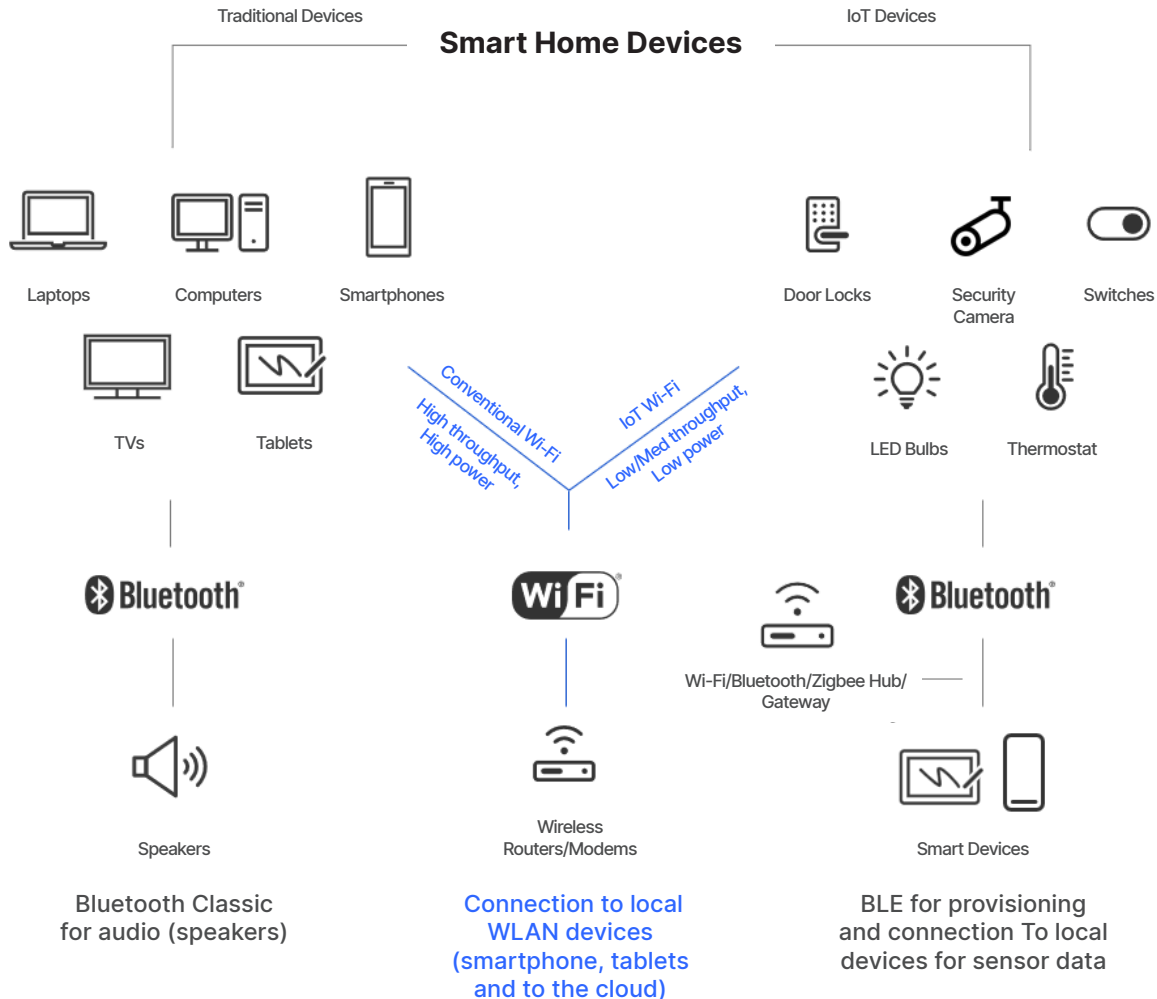 Traditional Devices
IoT Devices
Smart Home Devices
Laptops
Computers
Smartphones
Door Locks
Security
Camera
Switches
TVs
Tablets
Conventional Wi-Fi
High throughput,
High power
IoT Wi-Fi
Low/Med throughput,
Low power
LED Bulbs
Thermostat
Bluetooth®
Wi Fi®
Bluetooth®
Wi-Fi/Bluetooth/Zigbee Hub/
Gateway
Speakers
Wireless
Routers/Modems
Smart Devices
Bluetooth Classic
for audio (speakers)
Connection to local
WLAN devices
(smartphone, tablets
and to the cloud)
BLE for provisioning
and connection To local
devices for sensor data